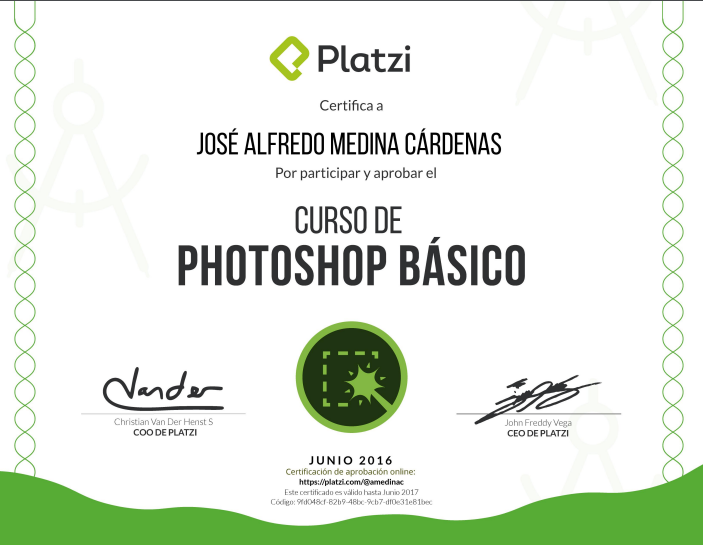 Platzi
Certifica a
JOSÉ ALFREDO MEDINA CÁRDENAS
Por participar y aprobar el
CURSO DE
PHOTOSHOP BÁSICO
Vander
Christian Van Der Henst S
COO DE PLATZI
John Freddy Vega
CEO DE PLATZI
JUNIO 2016
Certificación de aprobación online:
https://platzi.com/@amedinac
Este certificado es válido hasta Junio 2017
Código: 9fd048cf-82b9-48bc-9cb7-df0e31e81bec